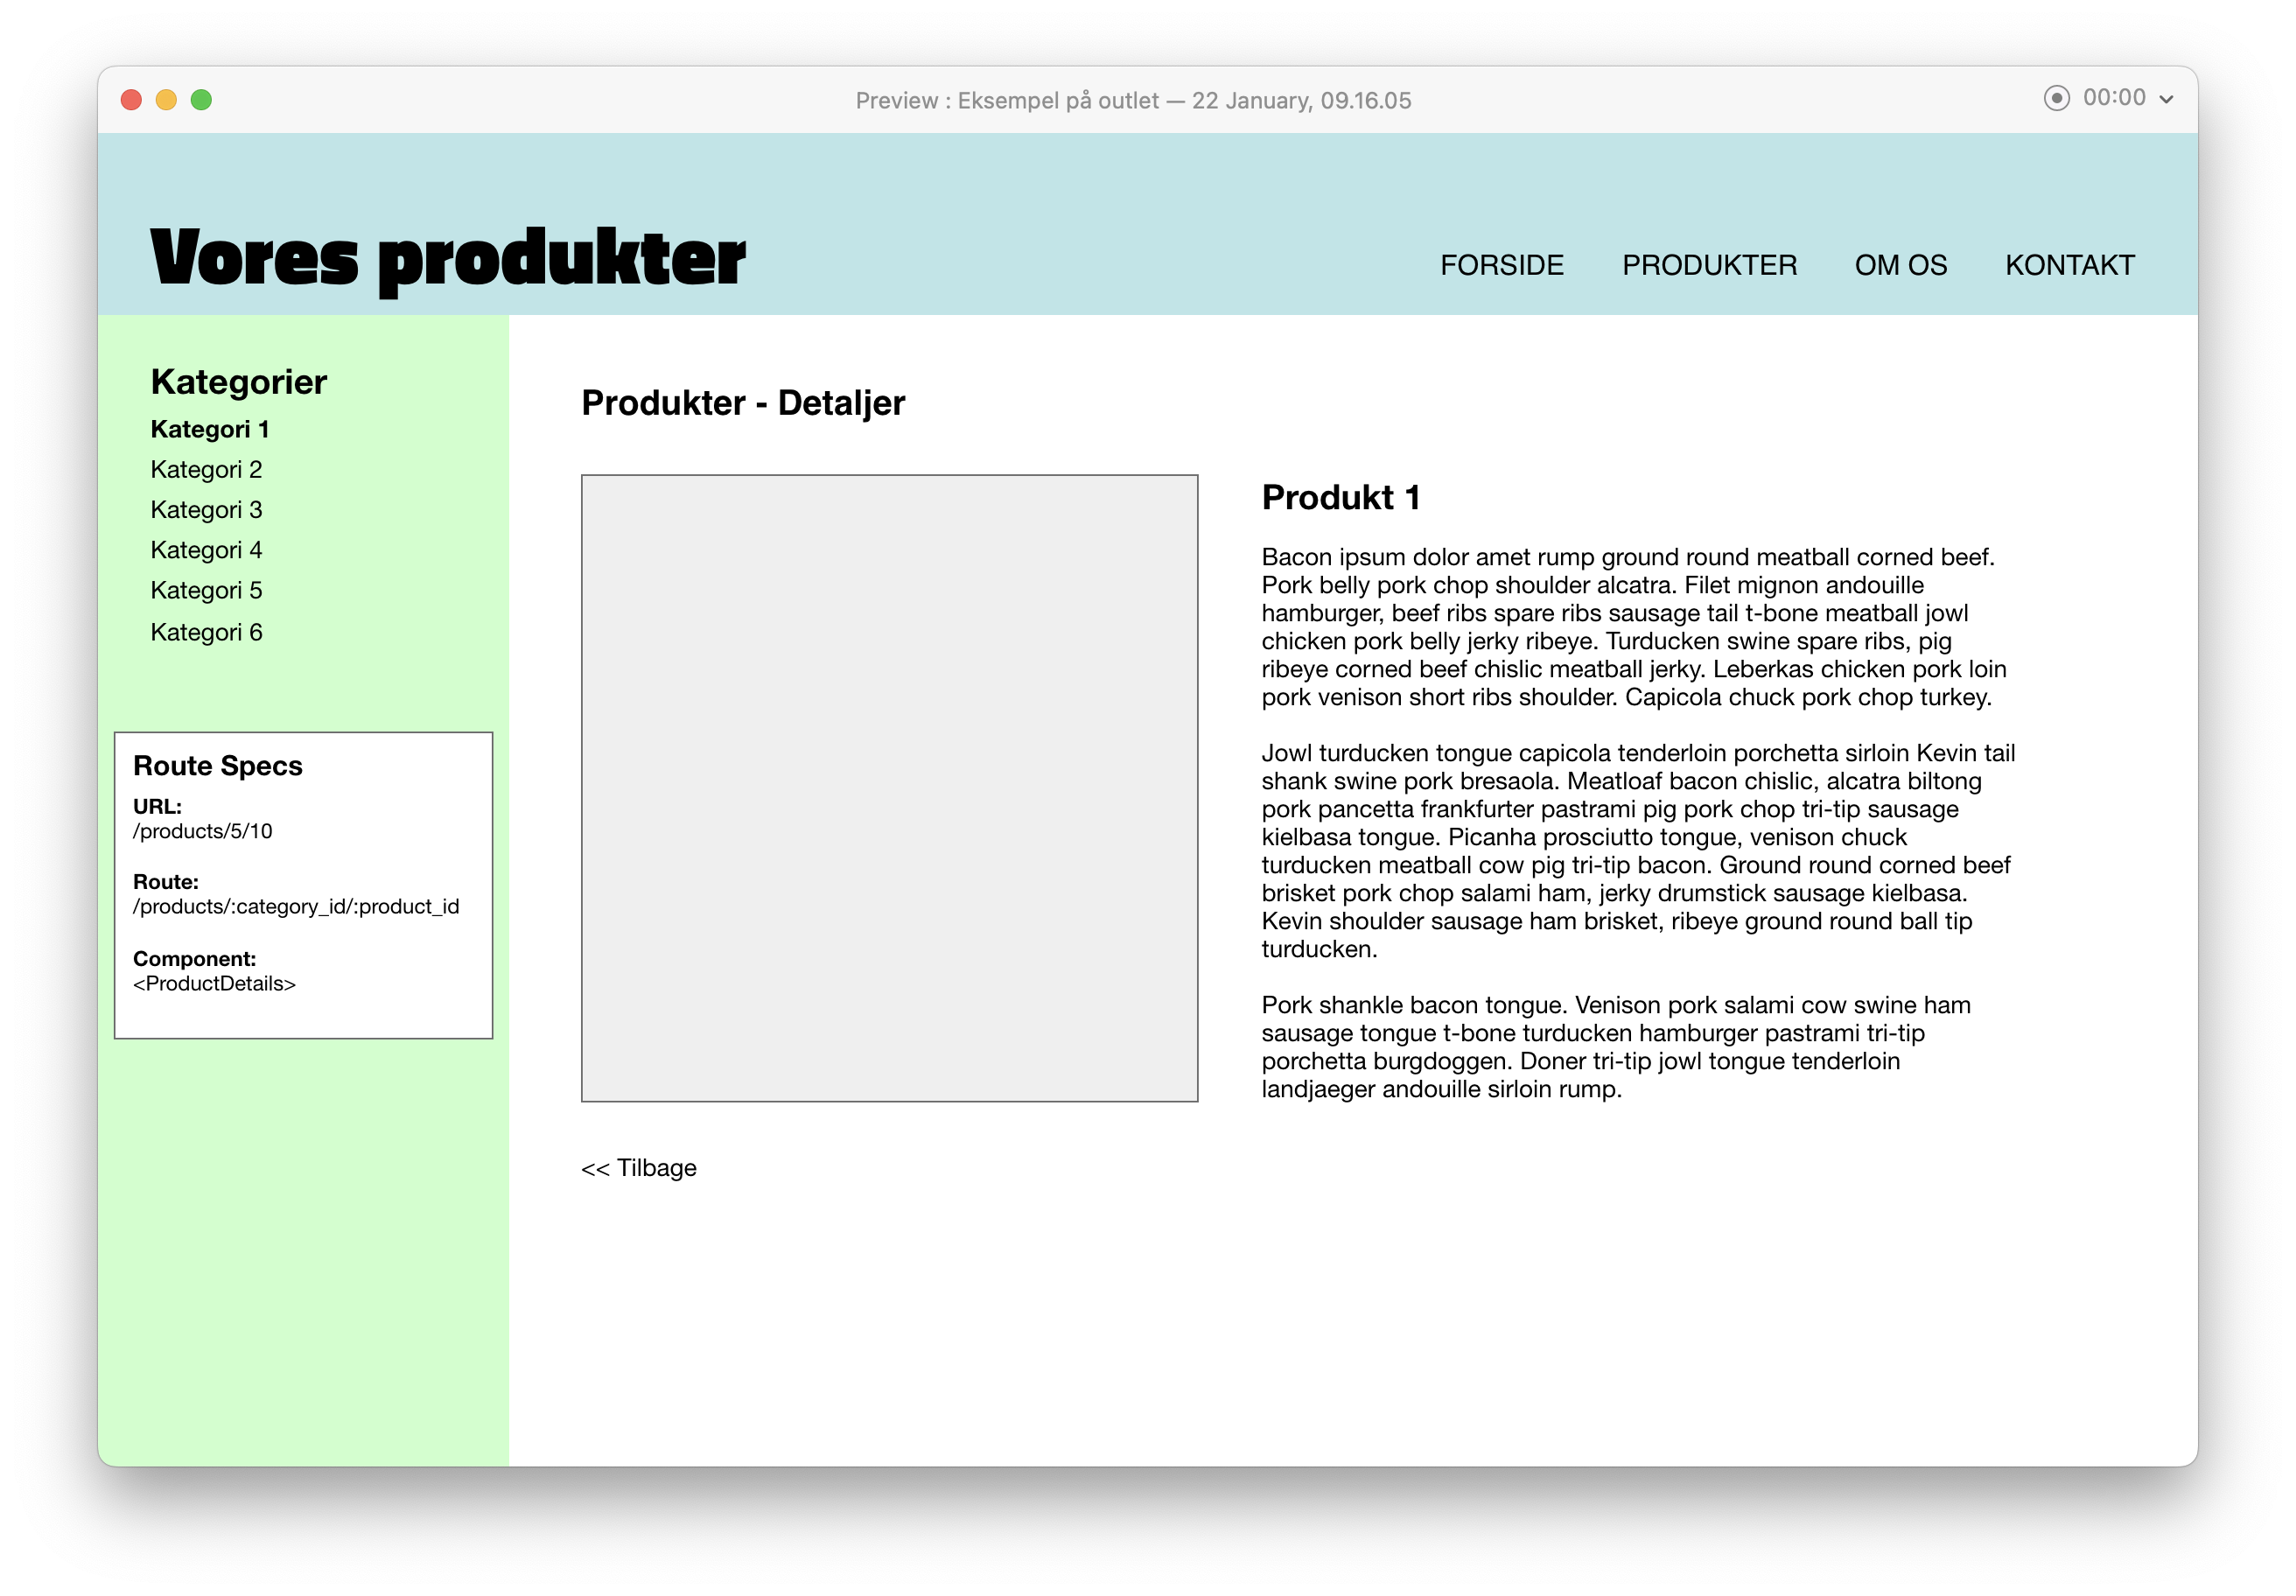 Preview : Eksempel på outlet — 22 January, 09.16.05
00:00
Vores produkter
FORSIDE PRODUKTER OM OS KONTAKT
Kategorier
Kategori 1
Kategori 2
Kategori 3
Kategori 4
Kategori 5
Kategori 6
Route Specs
URL:
/products/5/10
Route:
/products/:category_id/:product_id
Component:
<ProductDetails>
Produkter - Detaljer
Produkt 1
Bacon ipsum dolor amet rump ground round meatball corned beef.
Pork belly pork chop shoulder alcatra. Filet mignon andouille
hamburger, beef ribs spare ribs sausage tail t-bone meatball jowl
chicken pork belly jerky ribeye. Turducken swine spare ribs, pig
ribeye corned beef chislic meatball jerky. Leberkas chicken pork loin
pork venison short ribs shoulder. Capicola chuck pork chop turkey.
Jowl turducken tongue capicola tenderloin porchetta sirloin Kevin tail
shank swine pork bresaola. Meatloaf bacon chislic, alcatra biltong
pork pancetta frankfurter pastrami pig pork chop tri-tip sausage
kielbasa tongue. Picanha prosciutto tongue, venison chuck
turducken meatball cow pig tri-tip bacon. Ground round corned beef
brisket pork chop salami ham, jerky drumstick sausage kielbasa.
Kevin shoulder sausage ham brisket, ribeye ground round ball tip
turducken.
Pork shankle bacon tongue. Venison pork salami cow swine ham
sausage tongue t-bone turducken hamburger pastrami tri-tip
porchetta burgdoggen. Doner tri-tip jowl tongue tenderloin
landjaeger andouille sirloin rump.
<< Tilbage